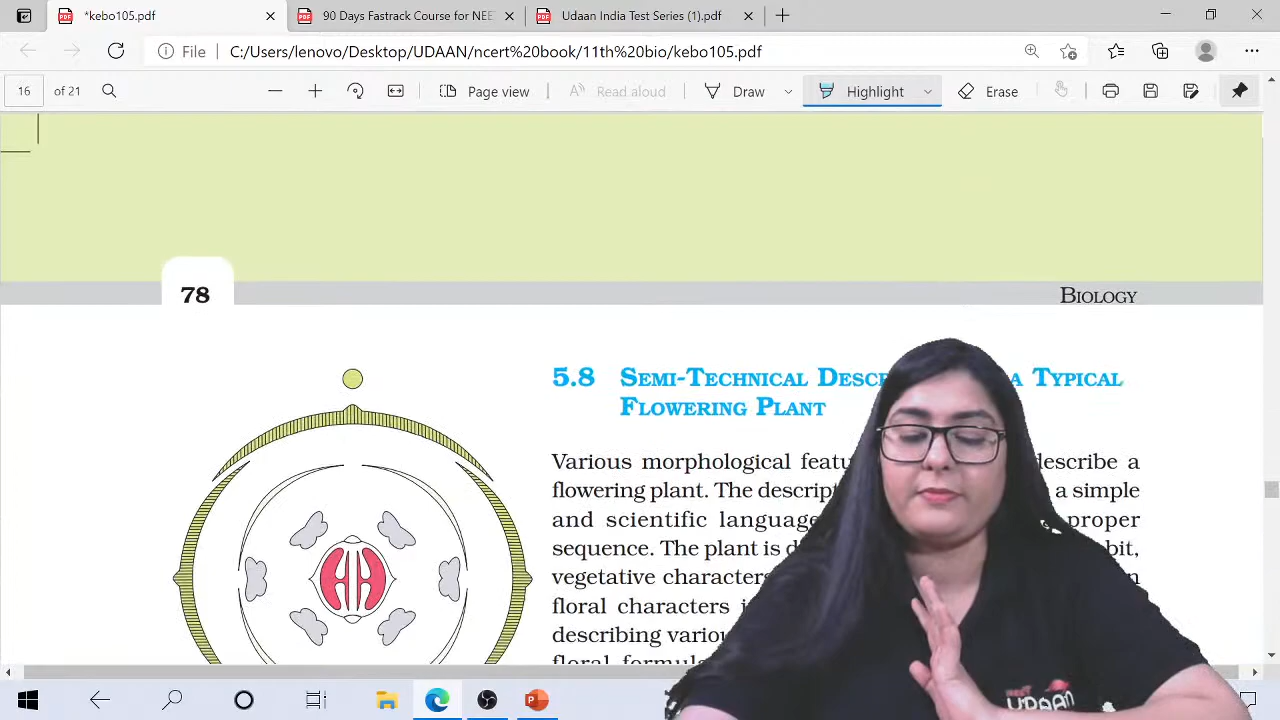 *kebo105.pdf
90 Days Fastrack Course for NEE
Udaan India Test Series (1).pdf
File
C:/Users/lenovo/Desktop/UDAAN/ncert%20book/11th%20bio/kebo105.pdf
16 of 21
Page view
Read aloud
Draw
Highlight
Erase
78
BIOLOGY
5.8 SEMI-TECHNICAL DESC A TYPICAL
FLOWERING PLANT
Various morphological featu describe a
flowering plant. The descript a simple
and scientific language proper
sequence. The plant is d bit,
vegetative characters n
floral characters i
describing variou
floral formula
UDAAN